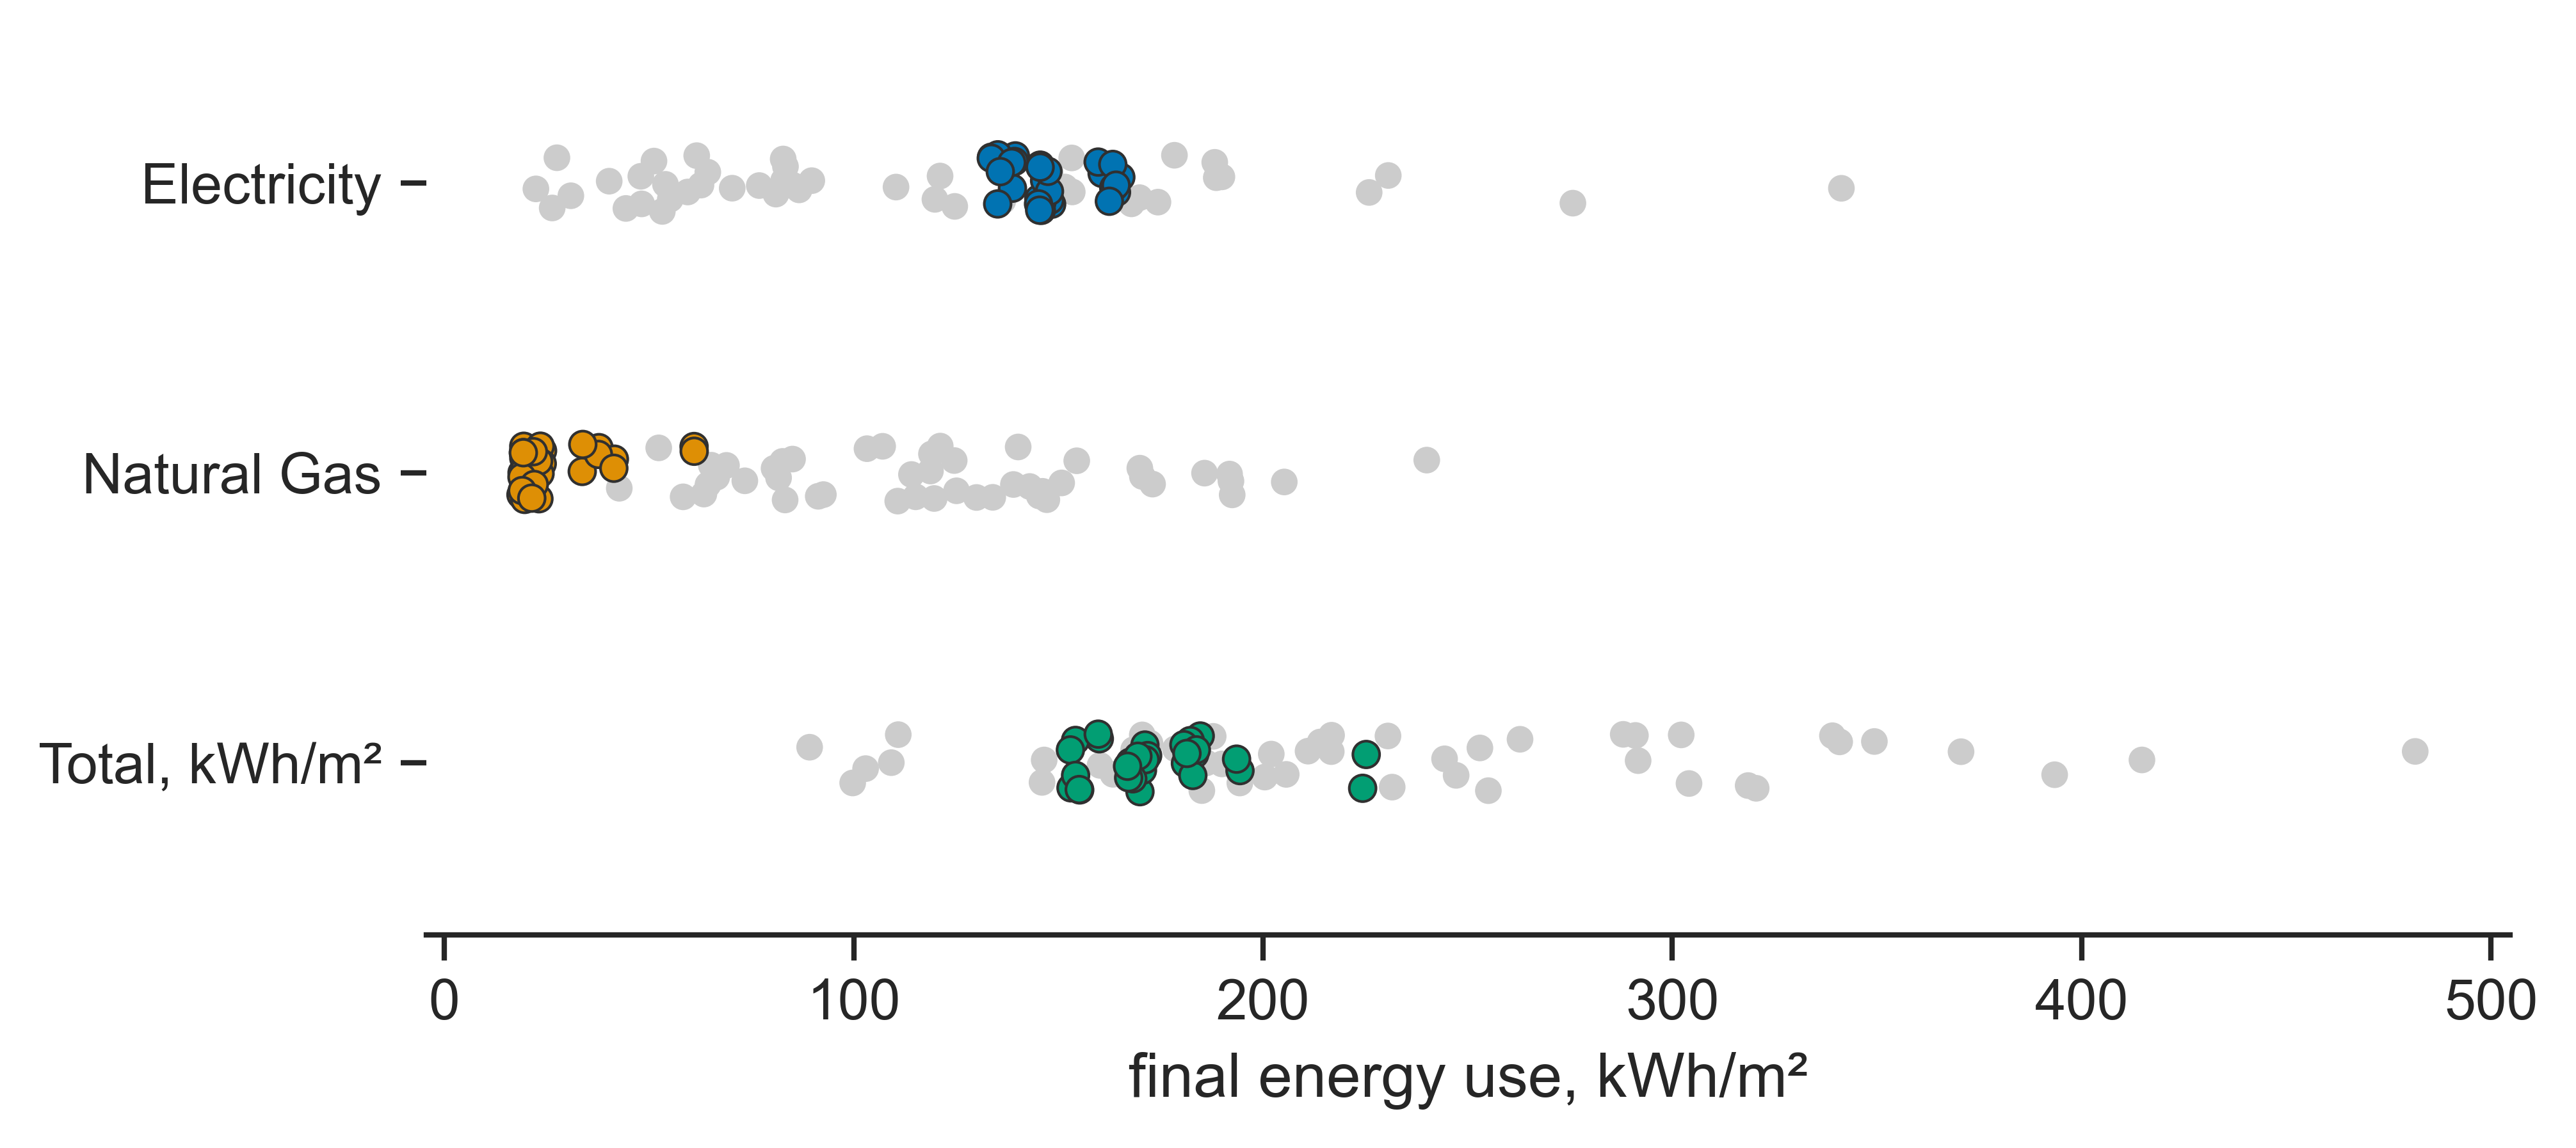 Electricity
Natural Gas
Total, kWh/m²
0 100 200 300 400 500
final energy use, kWh/m²